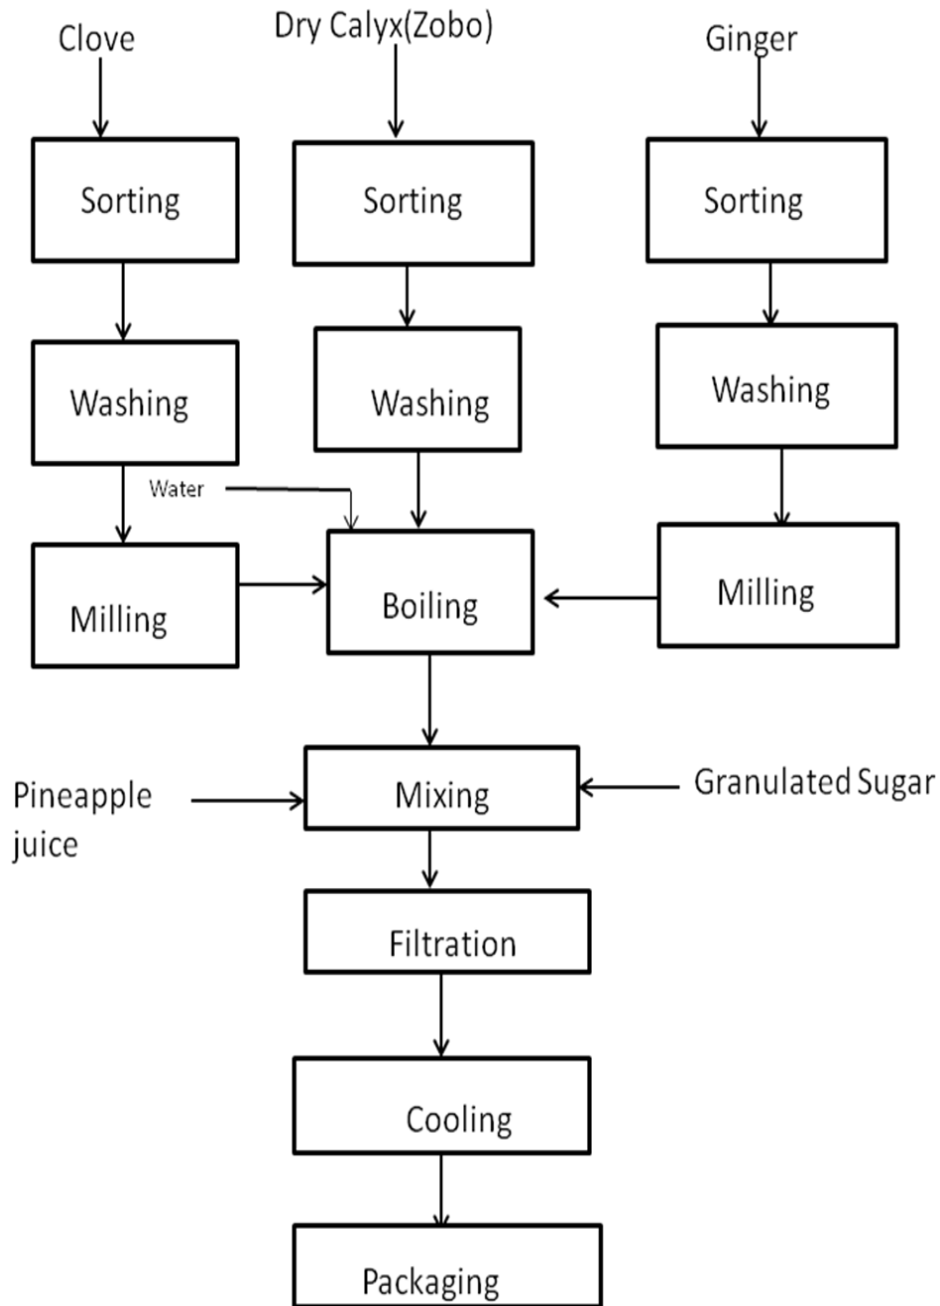 Clove
Dry Calyx(Zobo)
Ginger
Sorting
Sorting
Sorting
Washing
Washing
Washing
Water
Milling
Boiling
Milling
Pineapple
juice
Mixing
Granulated Sugar
Filtration
Cooling
Packaging